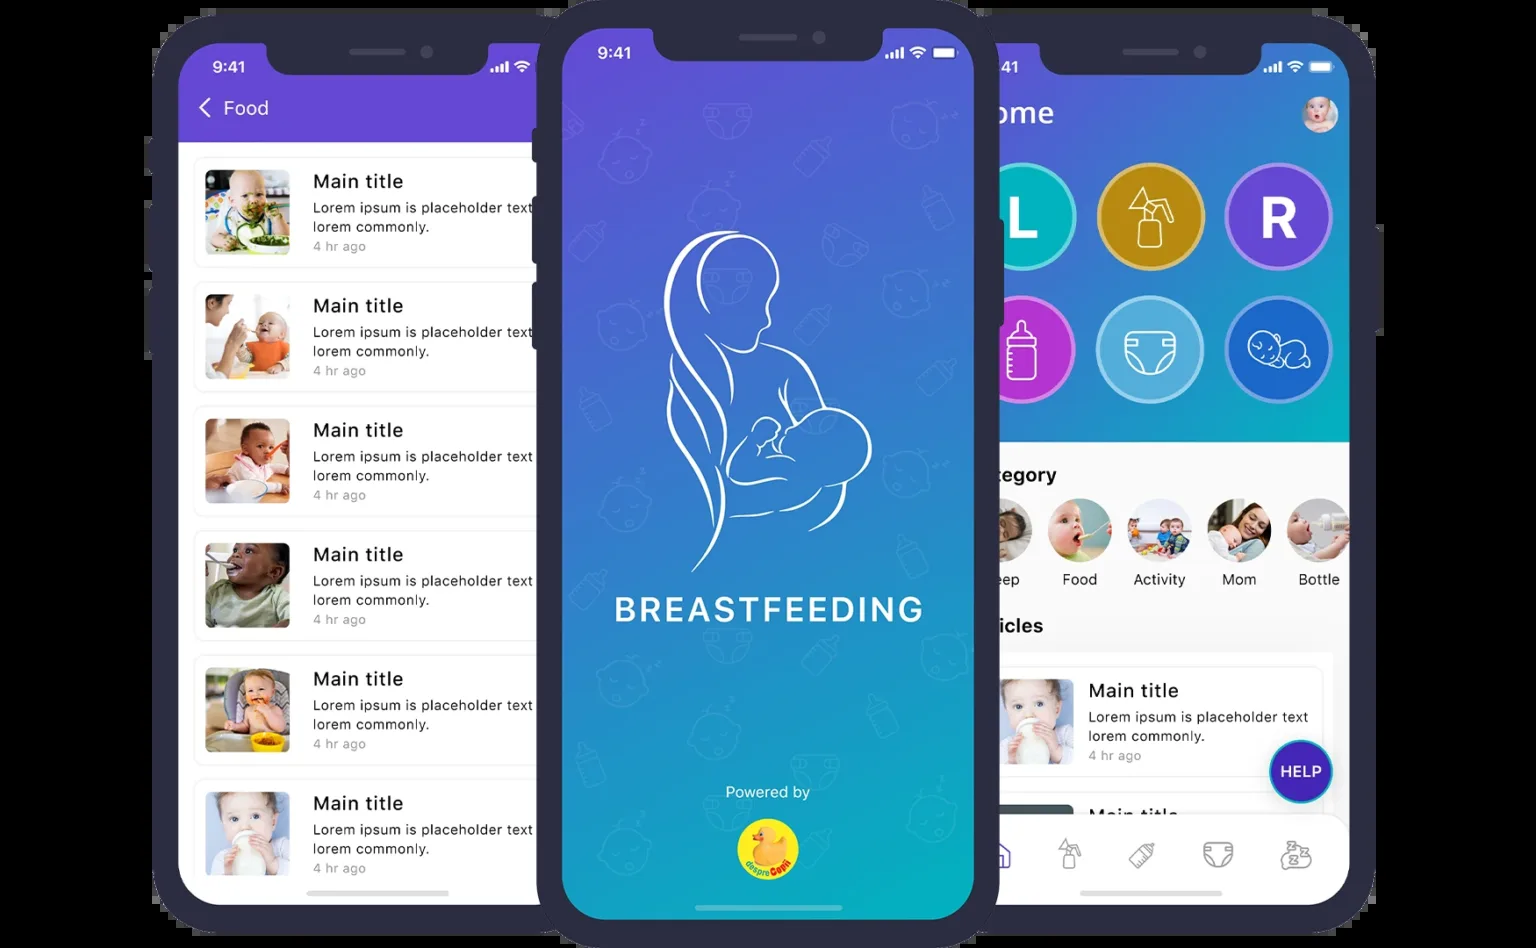 9:41
Food
Main title
Lorem ipsum is placeholder text
lorem commonly.
4 hr ago
Main title
Lorem ipsum is placeholder text
lorem commonly.
4 hr ago
Main title
Lorem ipsum is placeholder text
lorem commonly.
4 hr ago
Main title
Lorem ipsum is placeholder text
lorem commonly.
4 hr ago
Main title
Lorem ipsum is placeholder text
lorem commonly.
4 hr ago
Main title
Lorem ipsum is placeholder text
lorem commonly.
4 hr ago
9:41
BREASTFEEDING
Powered by
despreCopii
41
ome
L
R
tegory
eep
Food
Activity
Mom
Bottle
icles
Main title
Lorem ipsum is placeholder text
lorem commonly.
4 hr ago
HELP
Main title